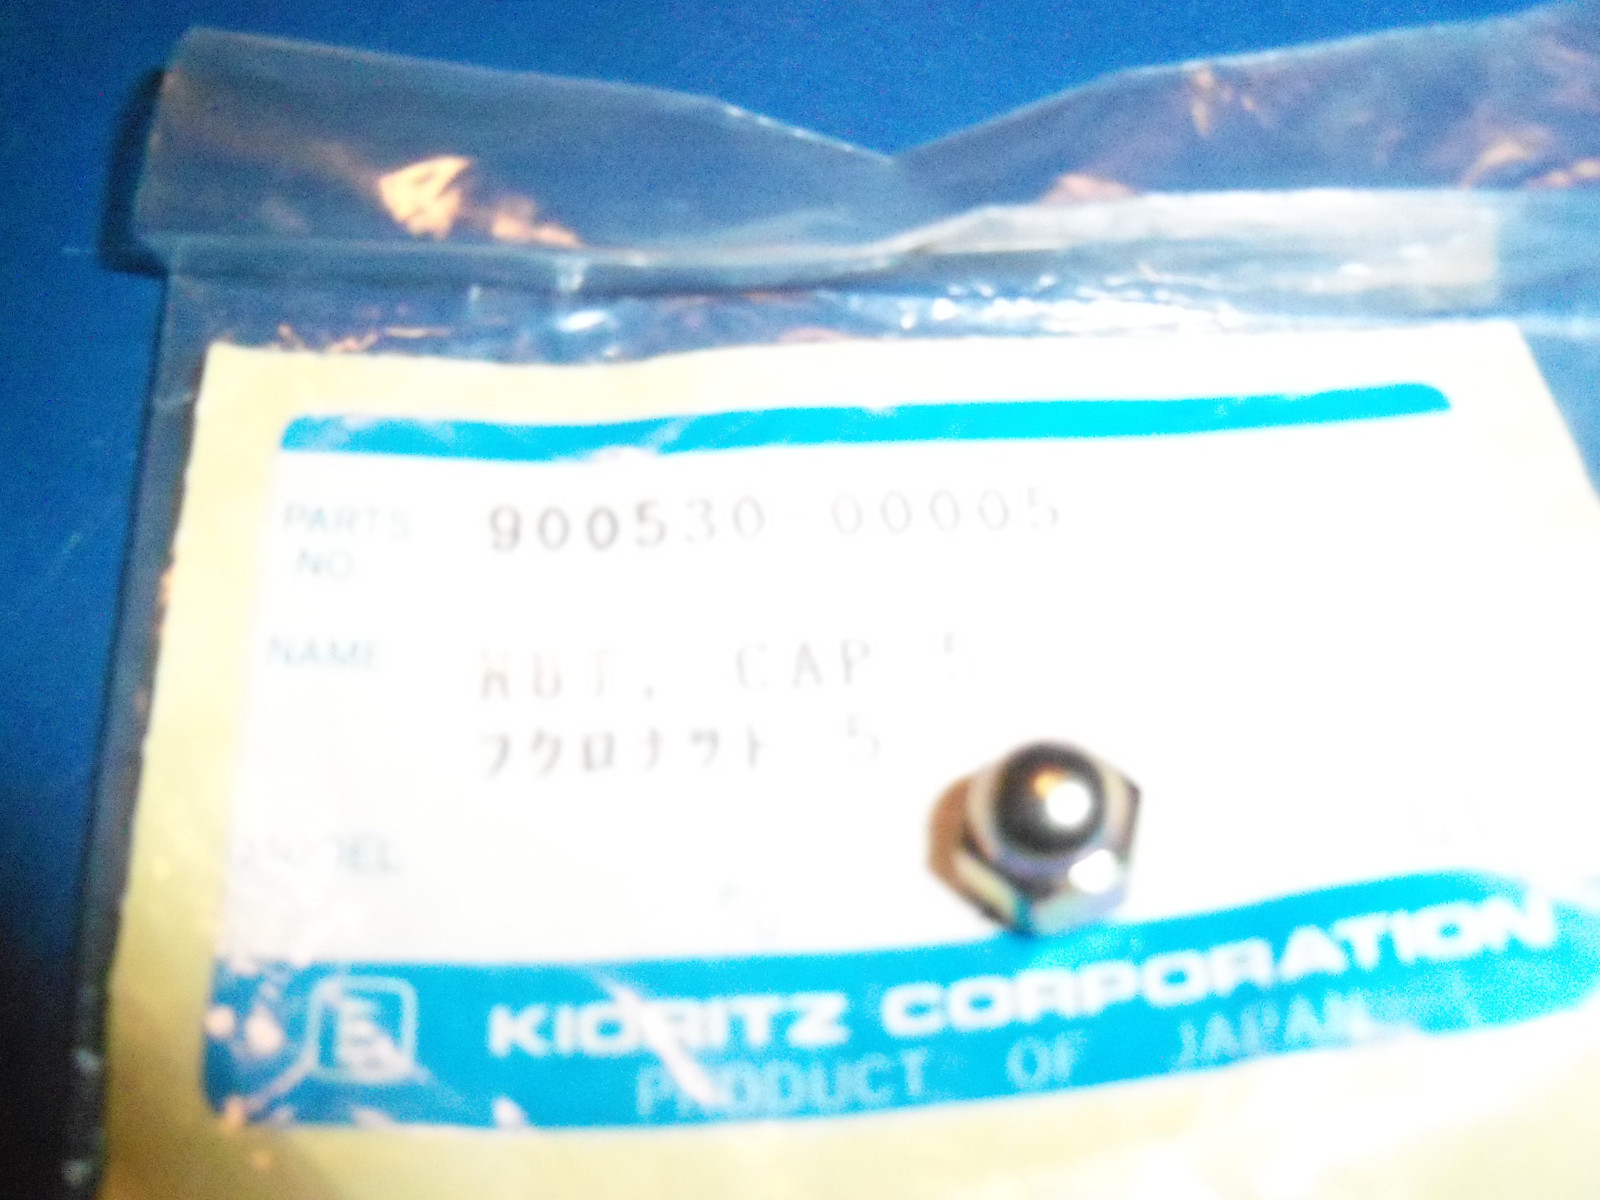 PARTS NO. 900530 00005
NAME NUT, CAP 5
フクロナット 5
MODEL
KIORITZ CORPORATION
PRODUCT OF JAPAN